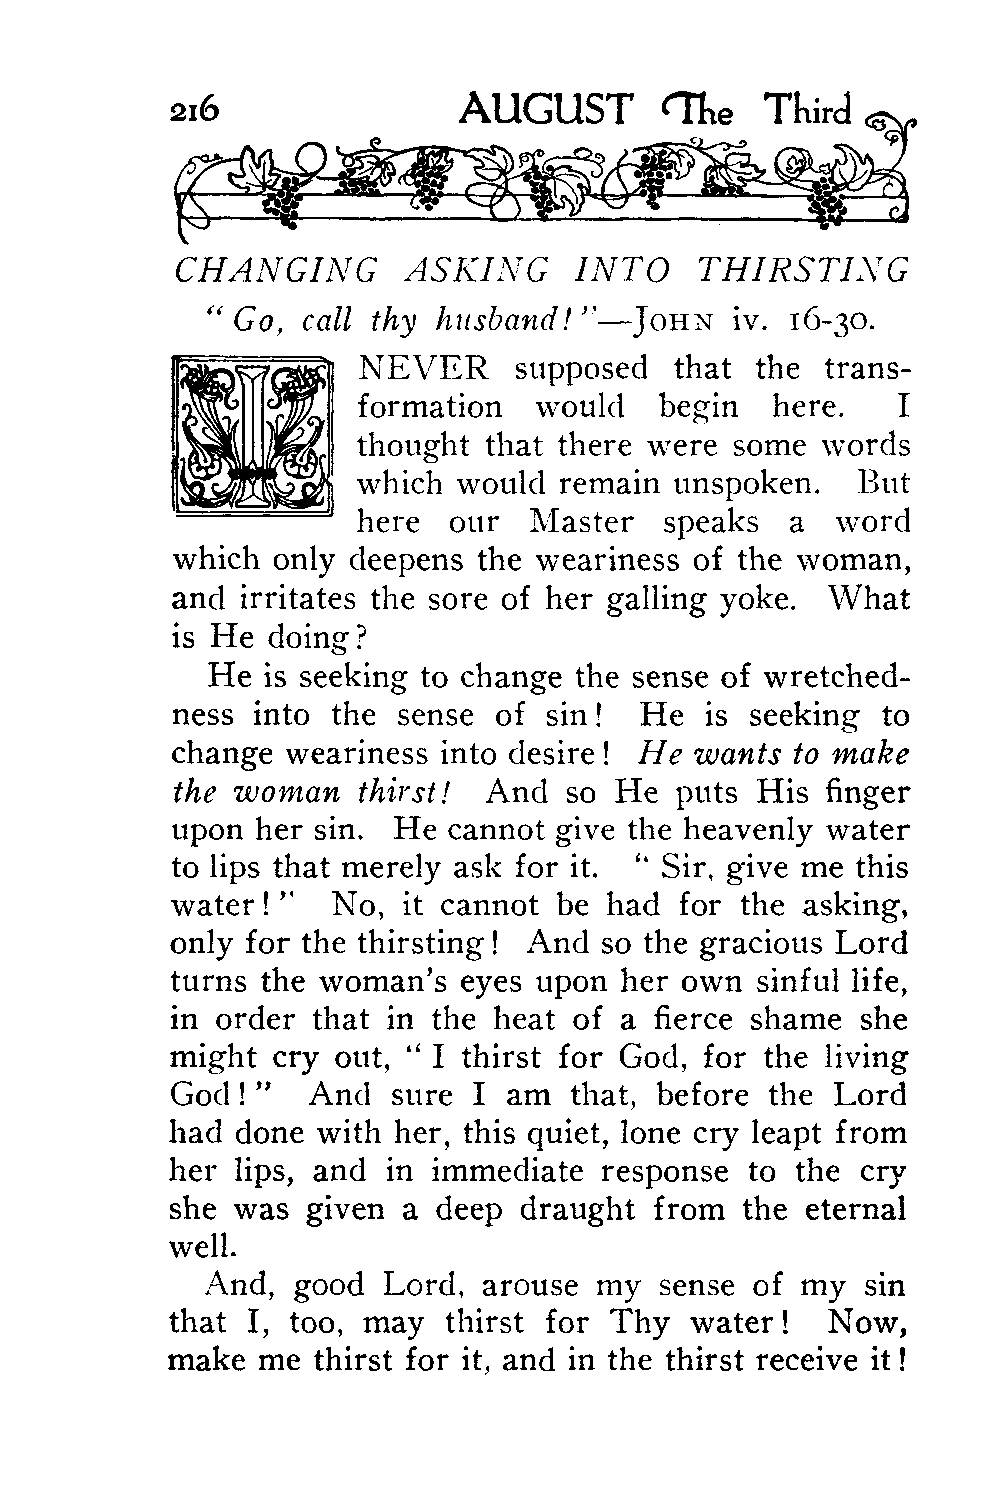 216 AUGUST The Third
CHANGING ASKING INTO THIRSTING
"Go, call thy husband!"—JOHN iv. 16-30.
I NEVER supposed that the trans-
formation would begin here. I
thought that there were some words
which would remain unspoken. But
here our Master speaks a word
which only deepens the weariness of the woman,
and irritates the sore of her galling yoke. What
is He doing?
He is seeking to change the sense of wretched-
ness into the sense of sin! He is seeking to
change weariness into desire! He wants to make
the woman thirst! And so He puts His finger
upon her sin. He cannot give the heavenly water
to lips that merely ask for it. "Sir, give me this
water!" No, it cannot be had for the asking,
only for the thirsting! And so the gracious Lord
turns the woman's eyes upon her own sinful life,
in order that in the heat of a fierce shame she
might cry out, "I thirst for God, for the living
God!" And sure I am that, before the Lord
had done with her, this quiet, lone cry leapt from
her lips, and in immediate response to the cry
she was given a deep draught from the eternal
well.
And, good Lord, arouse my sense of my sin
that I, too, may thirst for Thy water! Now,
make me thirst for it, and in the thirst receive it!